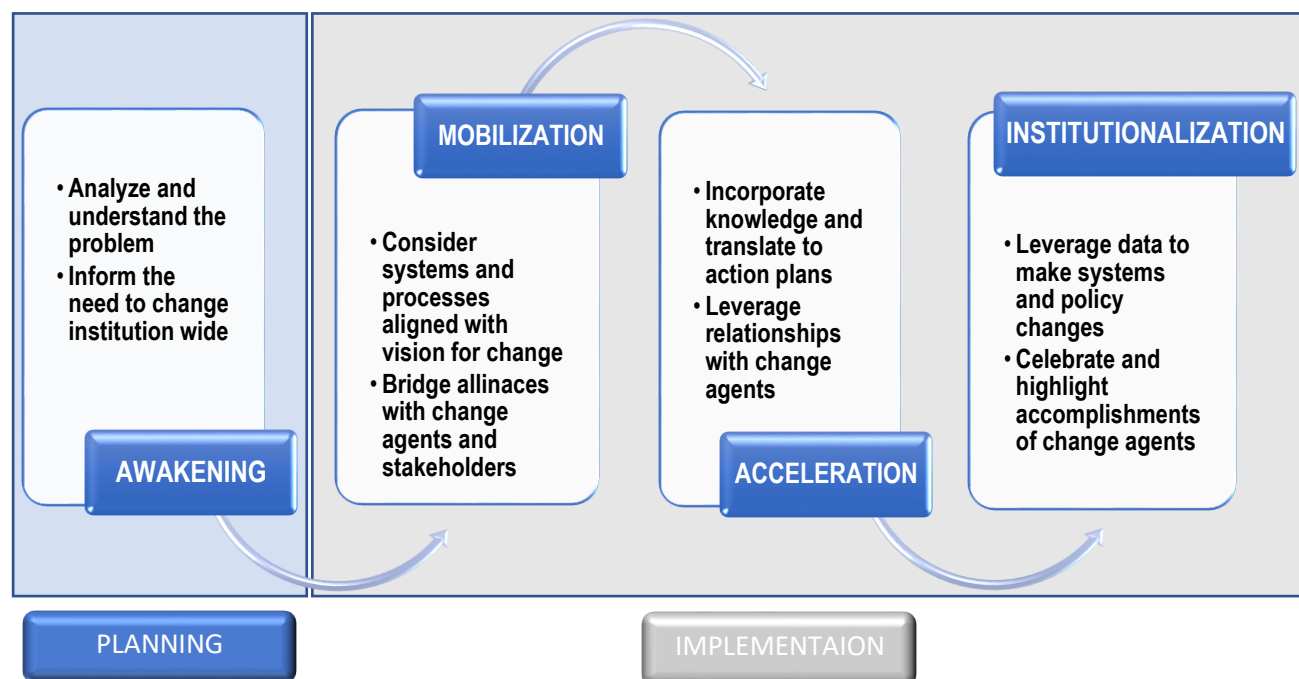 • Analyze and
understand the
problem
• Inform the
need to change
institution wide
AWAKENING
MOBILIZATION
• Consider
systems and
processes
aligned with
vision for change
• Bridge allinaces
with change
agents and
stakeholders
• Incorporate
knowledge and
translate to
action plans
• Leverage
relationships
with change
agents
ACCELERATION
INSTITUTIONALIZATION
• Leverage data to
make systems
and policy
changes
• Celebrate and
highlight
accomplishments
of change agents
PLANNING
IMPLEMENTAION